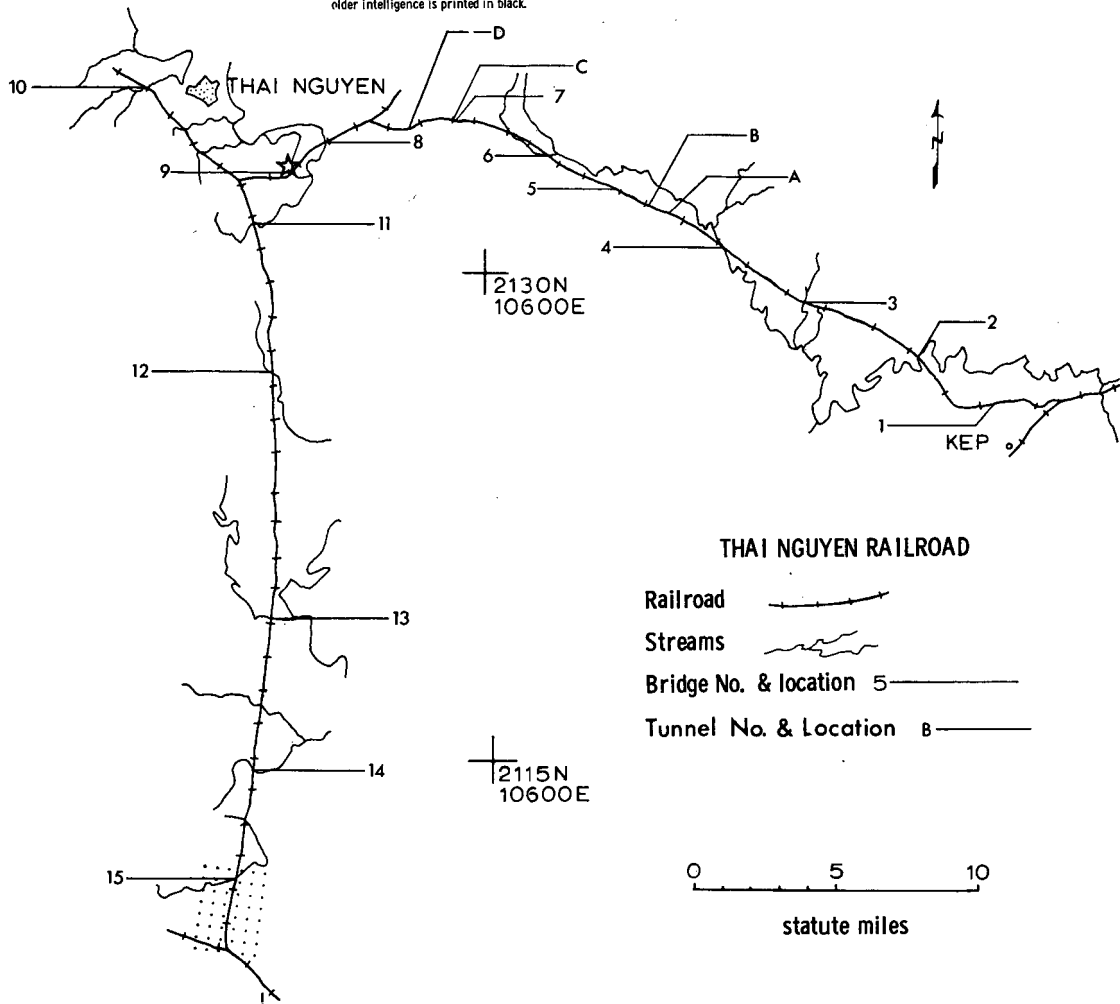 older intelligence is printed in black.
D
10
THAI NGUYEN
C
7
B
8
N
6
9
5
A
11
4
2130N
10600E
3
2
12
1
KEP
THAI NGUYEN RAILROAD
Railroad
Streams
13
Bridge No. & location 5
Tunnel No. & Location B
14
2115N
10600E
15
0 5 10
statute miles